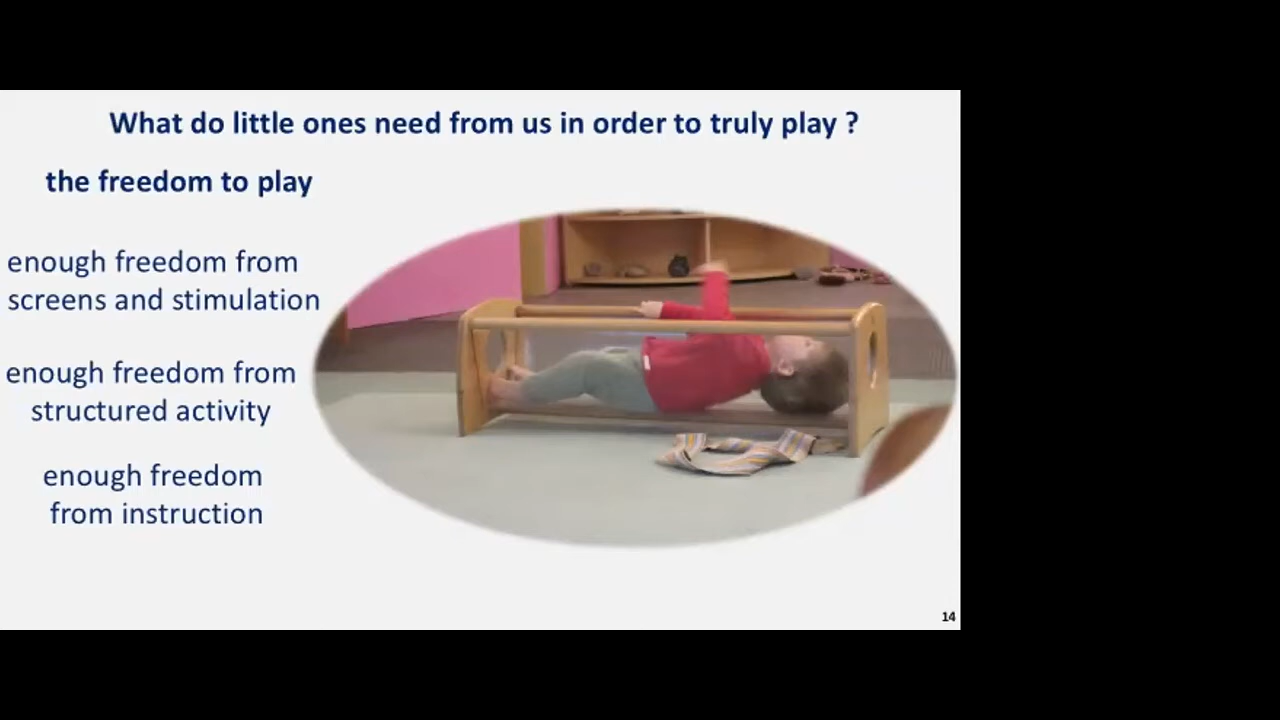 What do little ones need from us in order to truly play ?
the freedom to play
enough freedom from
screens and stimulation
enough freedom from
structured activity
enough freedom
from instruction
14